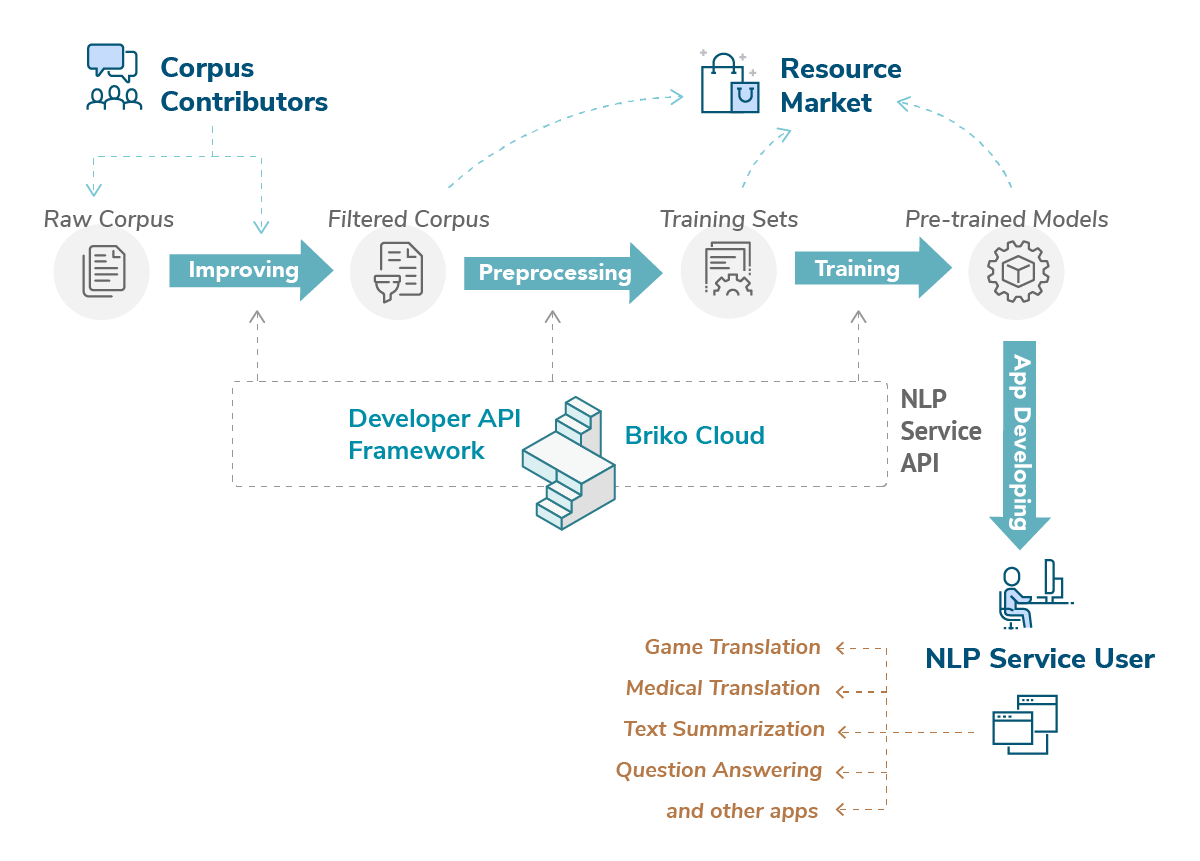 Corpus
Contributors
Resource
Market
Raw Corpus
Filtered Corpus
Training Sets
Pre-trained Models
Improving
Preprocessing
Training
Developer API
Framework
Briko Cloud
NLP
Service
API
App Developing
NLP Service User
Game Translation
Medical Translation
Text Summarization
Question Answering
and other apps